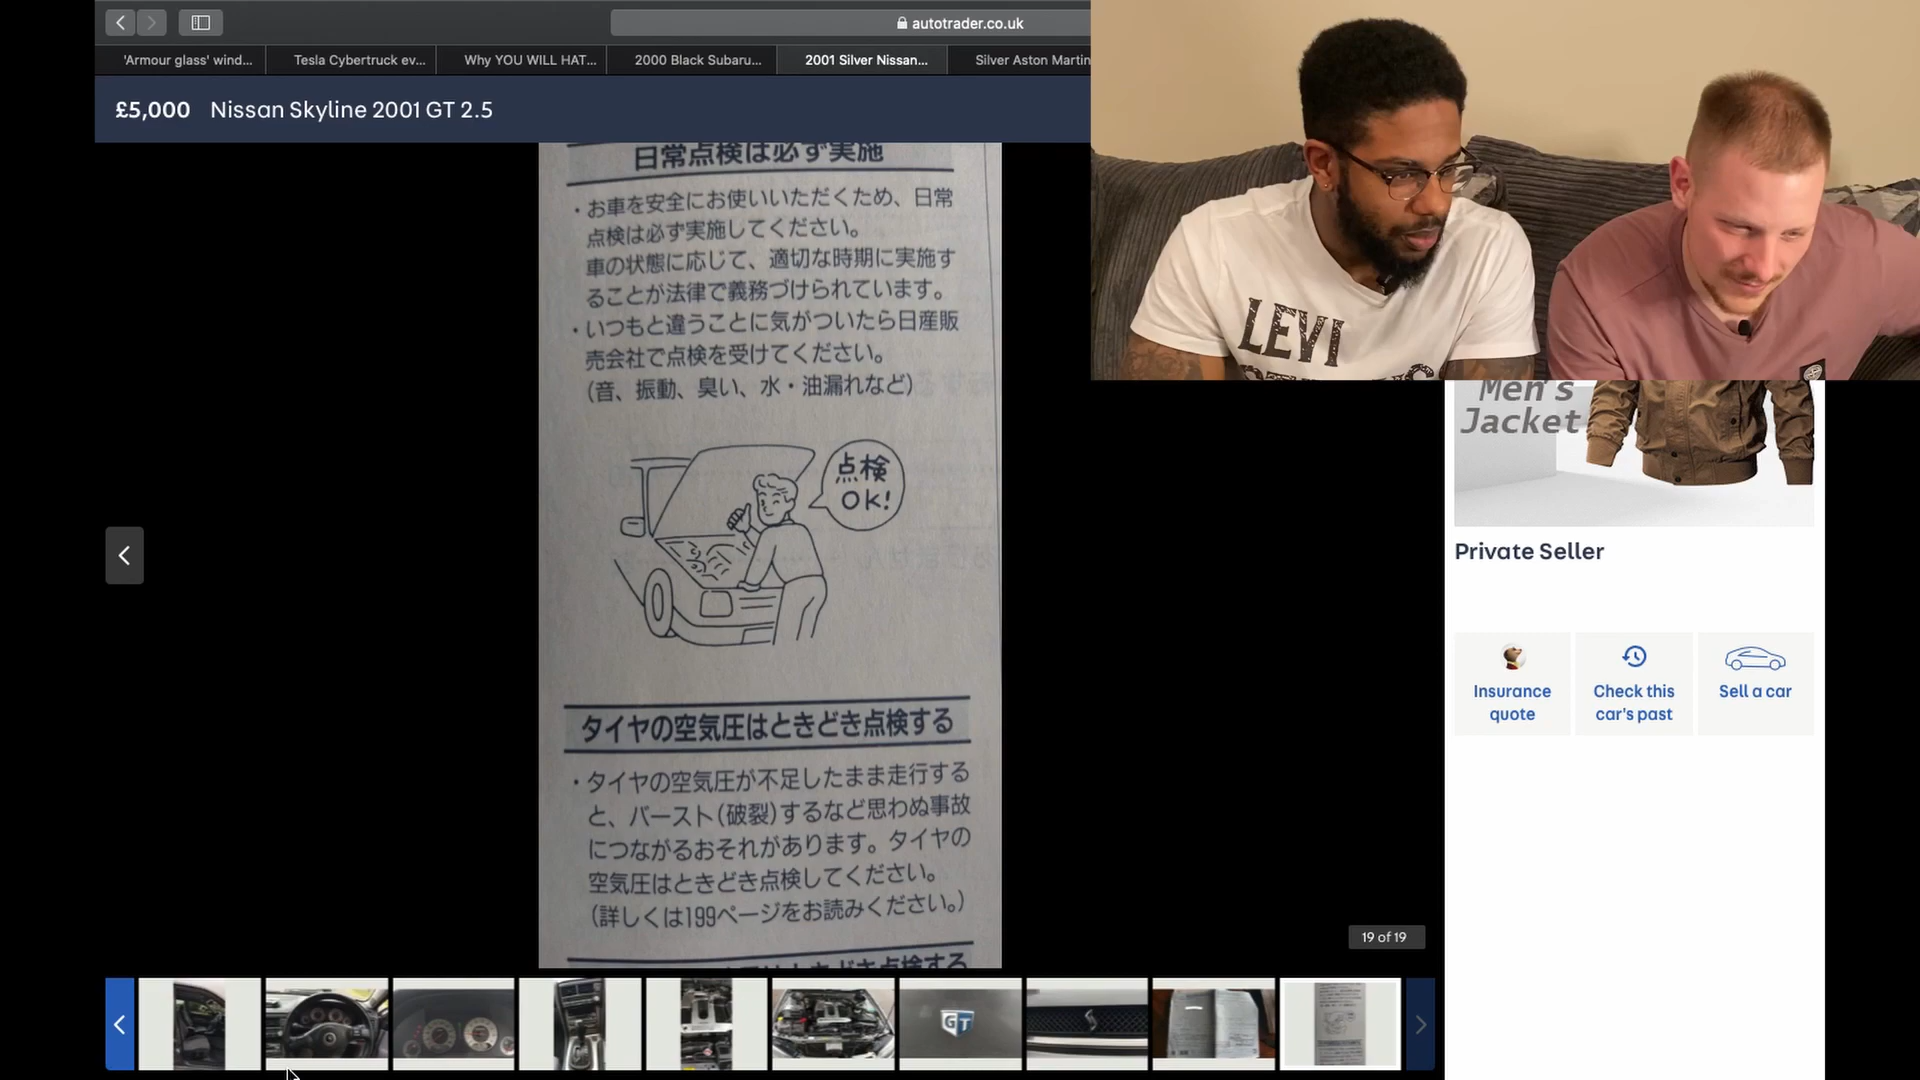 autotrader.co.uk
'Armour glass' wind...
Tesla Cybertruck ev...
Why YOU WILL HAT...
2000 Black Subaru...
2001 Silver Nissan...
Silver Aston Martin
£5,000 Nissan Skyline 2001 GT 2.5
日常点検は必ず実施
・お車を安全にお使いいただくため、日常
点検は必ず実施してください。
車の状態に応じて、適切な時期に実施す
ることが法律で義務づけられています。
・いつもと違うことに気がついたら日産販
売会社で点検を受けてください。
(音、振動、臭い、水・油漏れなど)
点検
OK!
タイヤの空気圧はときどき点検する
・タイヤの空気圧が不足したまま走行する
と、バースト(破裂)するなど思わぬ事故
につながるおそれがあります。タイヤの
空気圧はときどき点検してください。
(詳しくは199ページをお読みください。)
はときどき点検する
19 of 19
GT
LEVI
Men's
Jacket
Private Seller
Insurance
quote
Check this
car's past
Sell a car